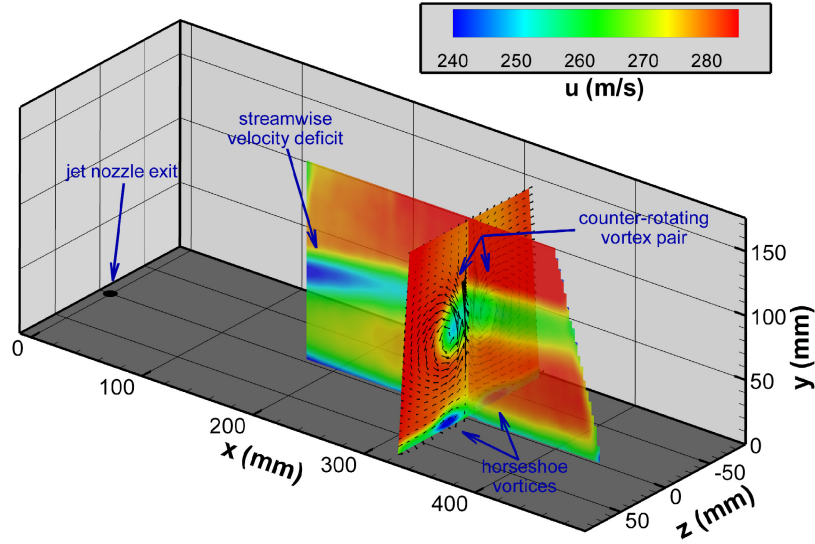 240 250 260 270 280
u (m/s)
streamwise
velocity deficit
jet nozzle exit
counter-rotating
vortex pair
horseshoe
vortices
0
100
200
300
400
x (mm)
150
100
50
0
y (mm)
-50
0
50
z (mm)